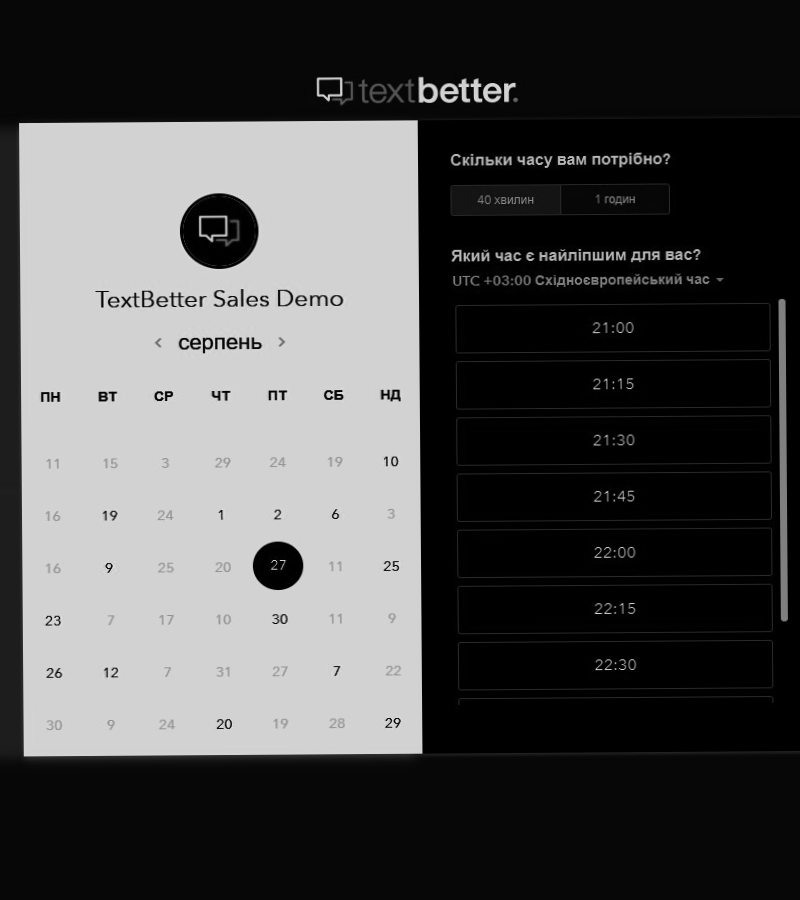 textbetter.
TextBetter Sales Demo
серпень
ПН ВТ СР ЧТ ПТ СБ НД
11 15 3 29 24 19 10
16 19 24 1 2 6 3
16 9 25 20 27 11 25
23 7 17 10 30 11 9
26 12 7 31 27 7 22
30 9 24 20 19 28 29
Скільки часу вам потрібно?
40 хвилин 1 годин
Який час є найліпшим для вас?
UTC +03:00 Східноєвропейський час
21:00
21:15
21:30
21:45
22:00
22:15
22:30